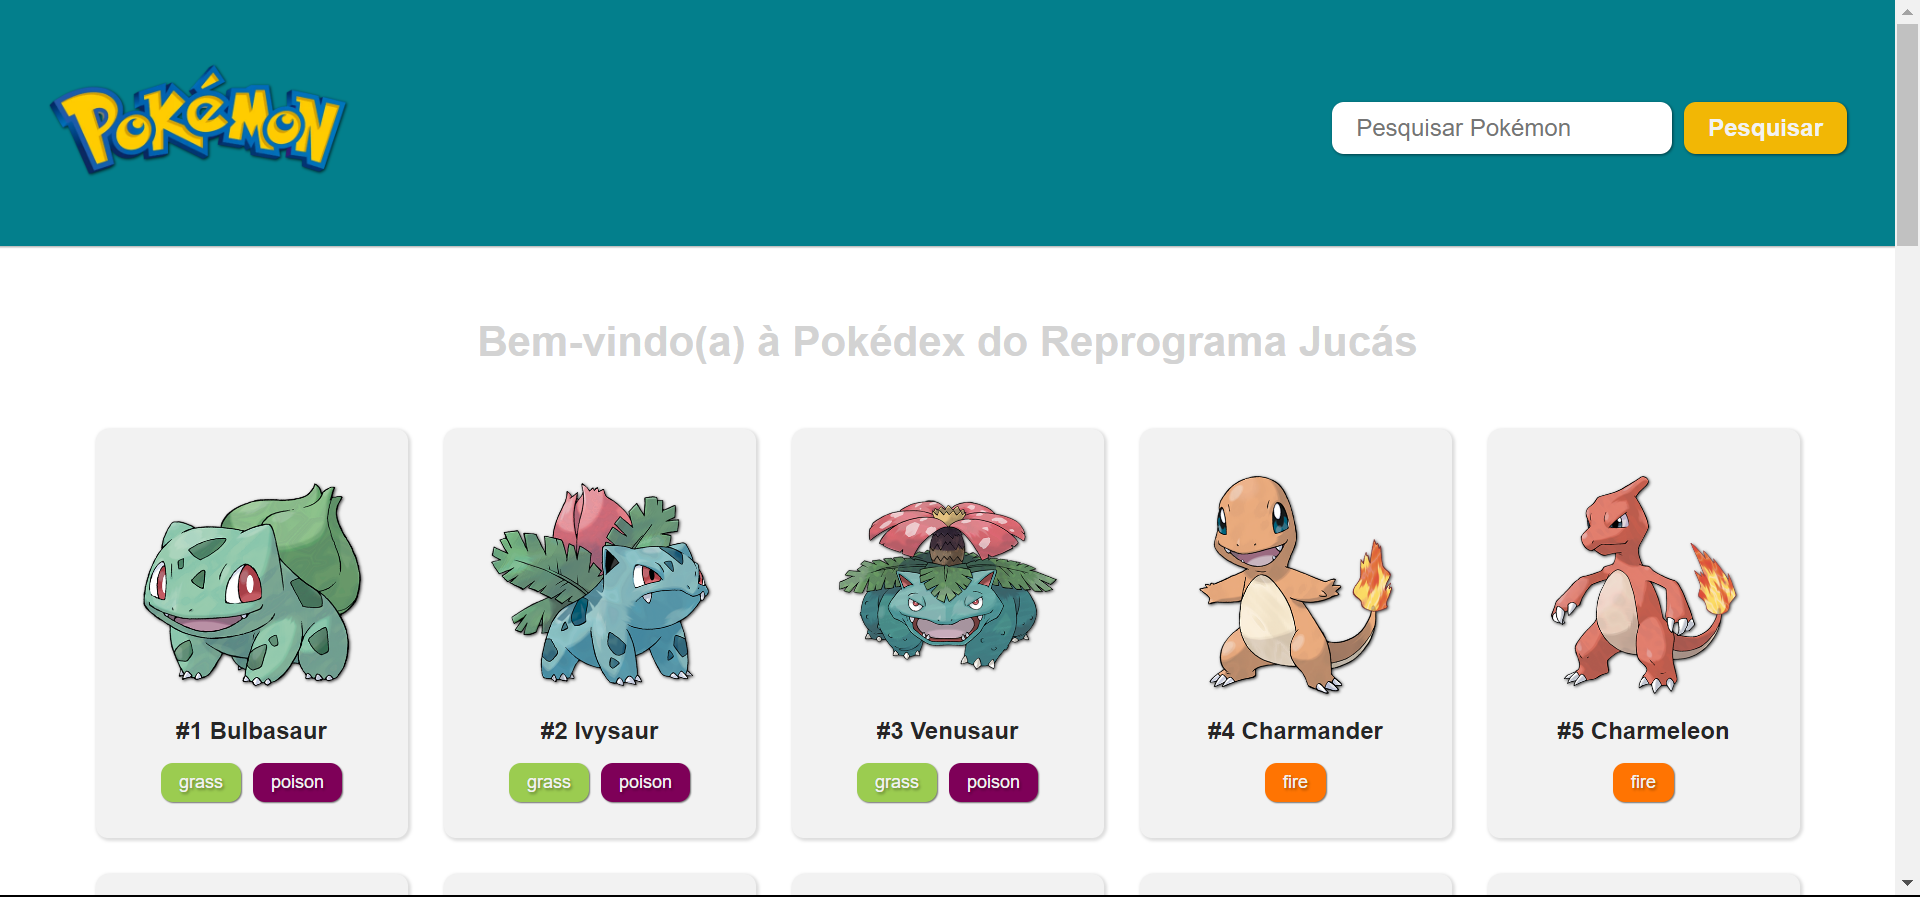 Pokémon
Pesquisar Pokémon
Pesquisar
Bem-vindo(a) à Pokédex do Reprograma Jucás
#1 Bulbasaur
grass poison
#2 Ivysaur
grass poison
#3 Venusaur
grass poison
#4 Charmander
fire
#5 Charmeleon
fire